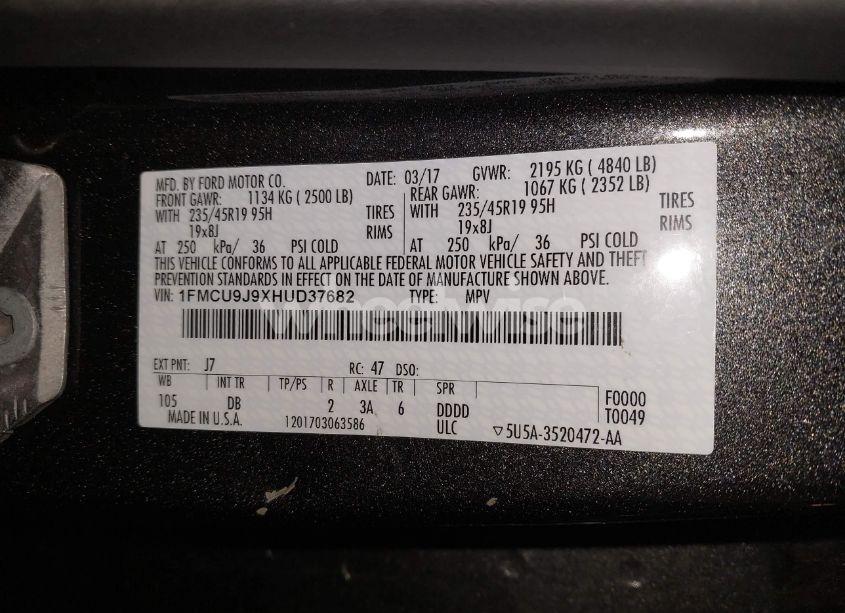 MFD. BY FORD MOTOR CO. DATE: 03/17 GVWR: 2195 KG ( 4840 LB)
FRONT GAWR: 1134 KG ( 2500 LB) REAR GAWR: 1067 KG ( 2352 LB)
WITH 235/45R19 95H TIRES WITH 235/45R19 95H TIRES
19x8J RIMS 19x8J RIMS
AT 250 kPa/ 36 PSI COLD AT 250 kPa/ 36 PSI COLD
THIS VEHICLE CONFORMS TO ALL APPLICABLE FEDERAL MOTOR VEHICLE SAFETY AND THEFT
PREVENTION STANDARDS IN EFFECT ON THE DATE OF MANUFACTURE SHOWN ABOVE.
VIN: 1FMCU9J9XHUD37682 TYPE: MPV
EXT PNT: J7 RC: 47 DSO:
WB INT TR TP/PS R AXLE TR SPR
105 DB 2 3A 6 DDDD F0000
MADE IN U.S.A. 1201703063586 ULC T0049
▽5U5A-3520472-AA